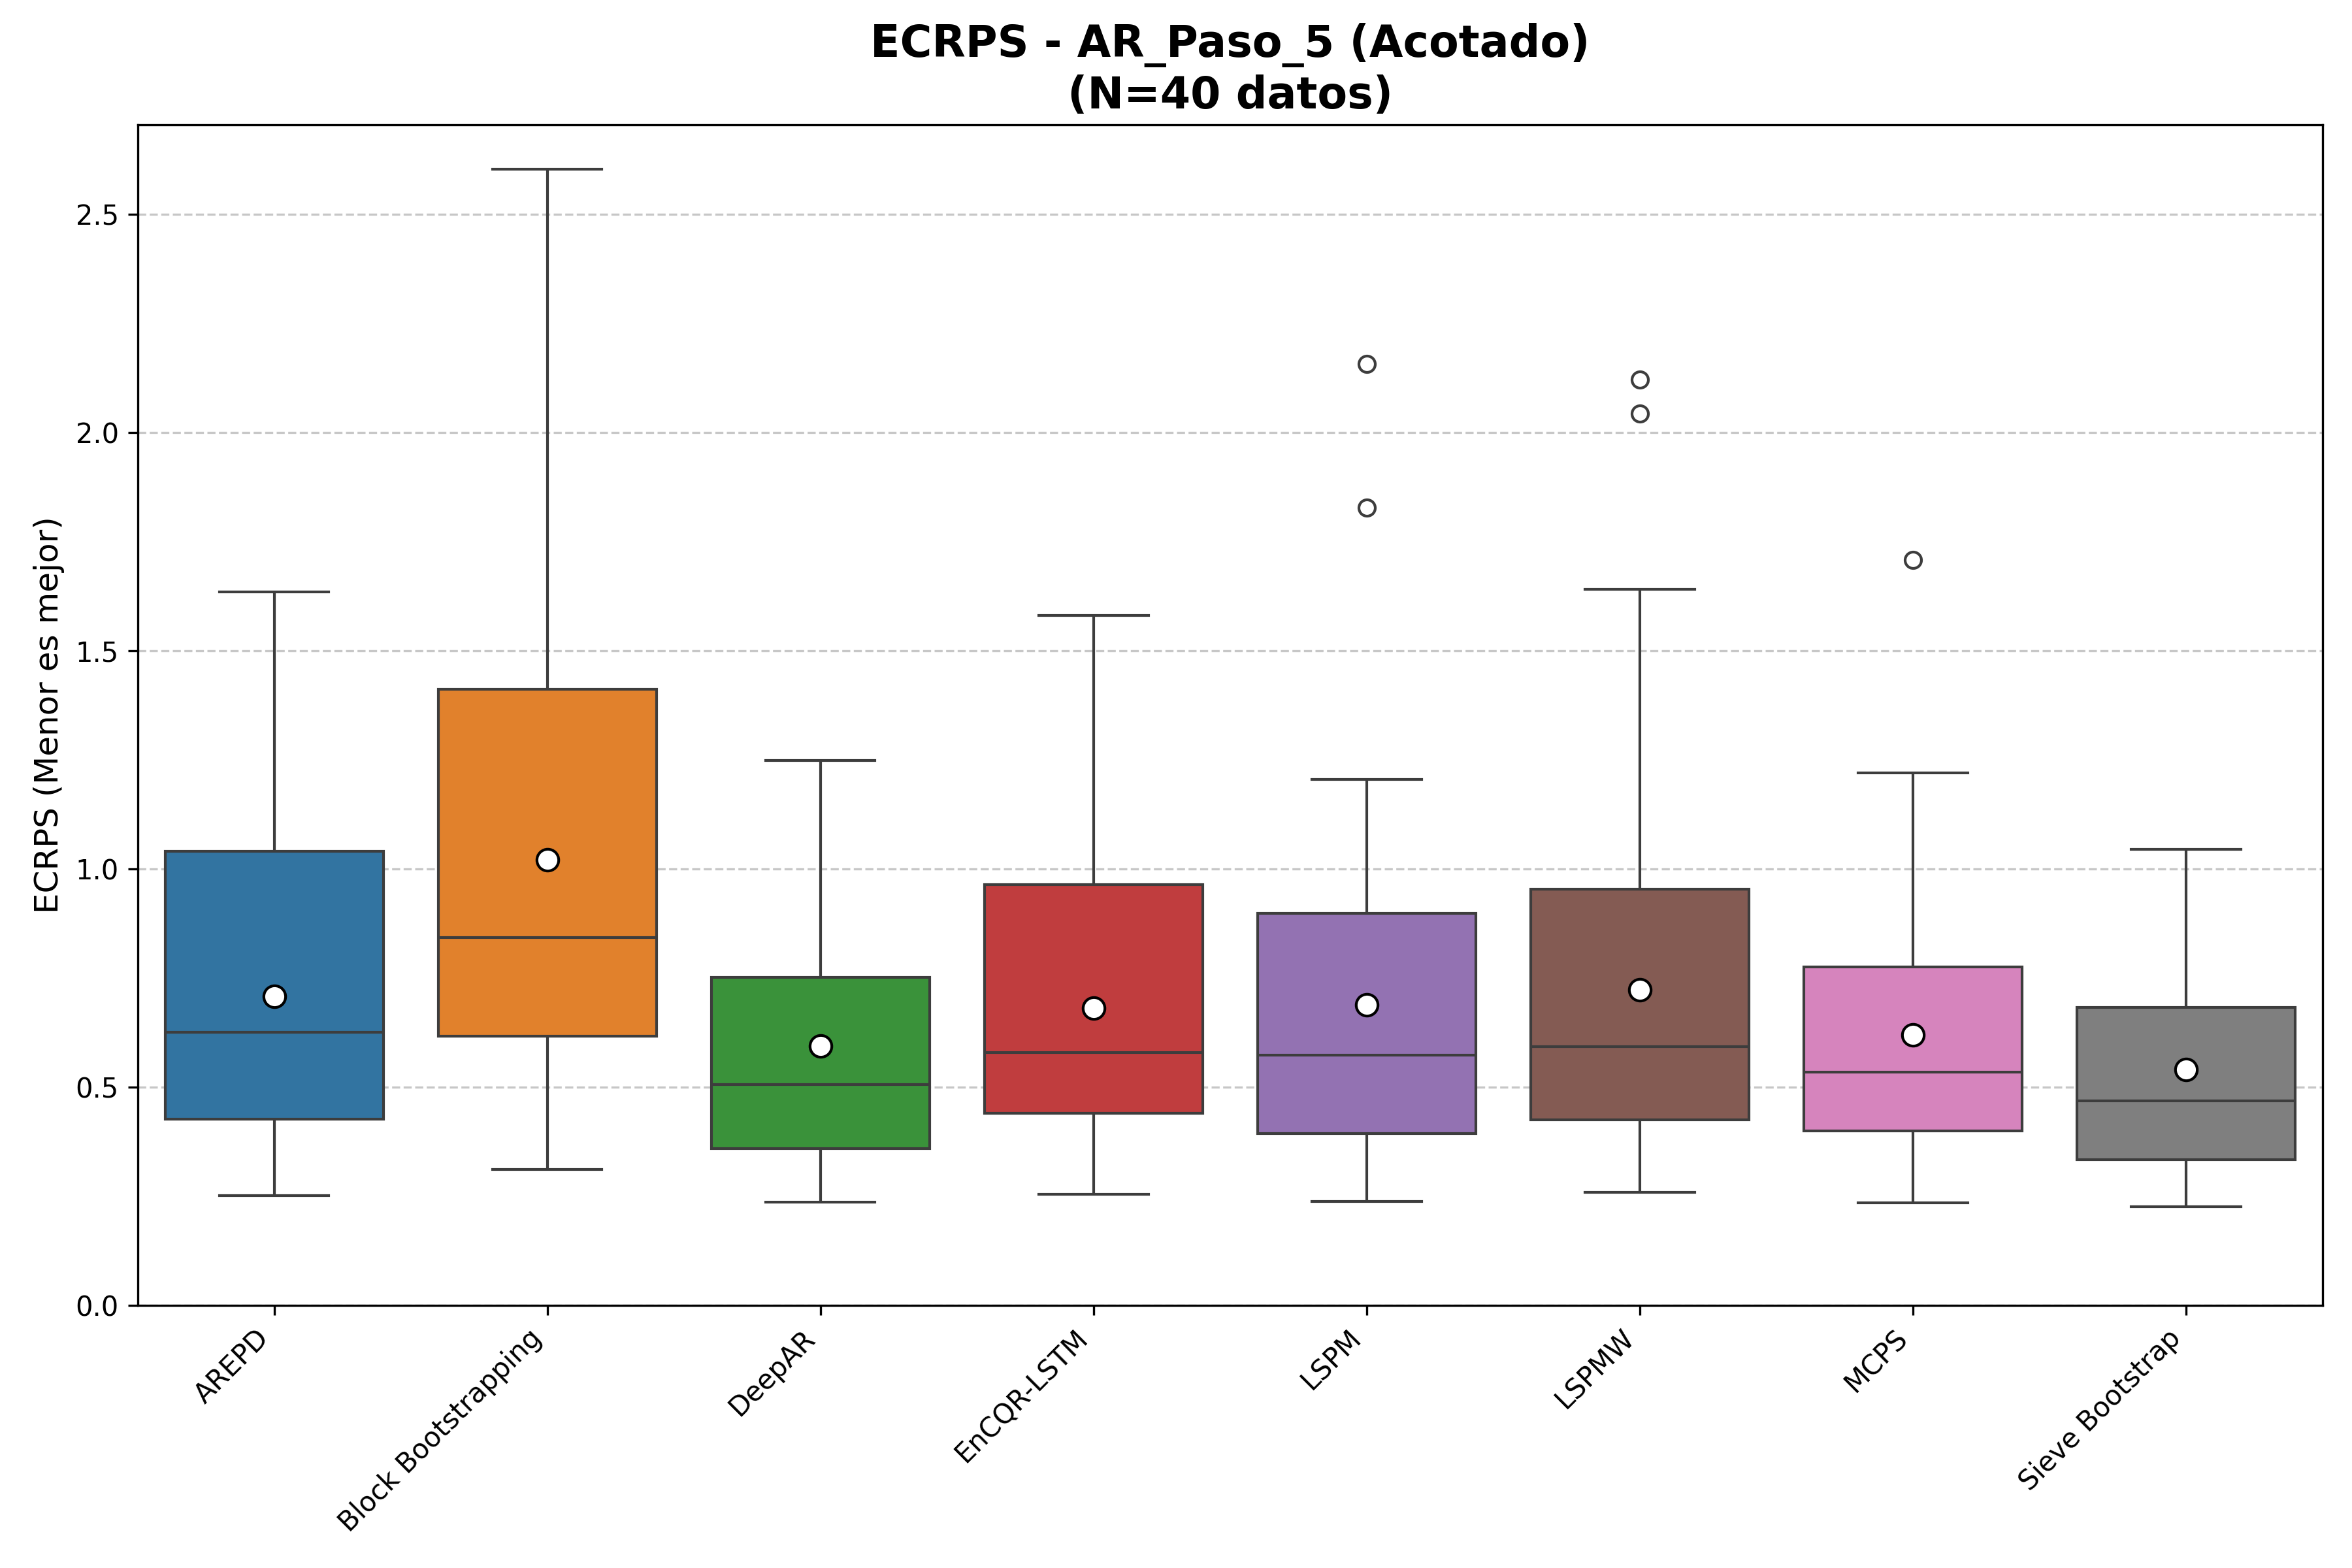 ECRPS - AR_Paso_5 (Acotado)
(N=40 datos)
ECRPS (Menor es mejor)
2.5
2.0
1.5
1.0
0.5
0.0
AREPD
Block Bootstrapping
DeepAR
EnCQR-LSTM
LSPM
LSPMW
MCPS
Sieve Bootstrap